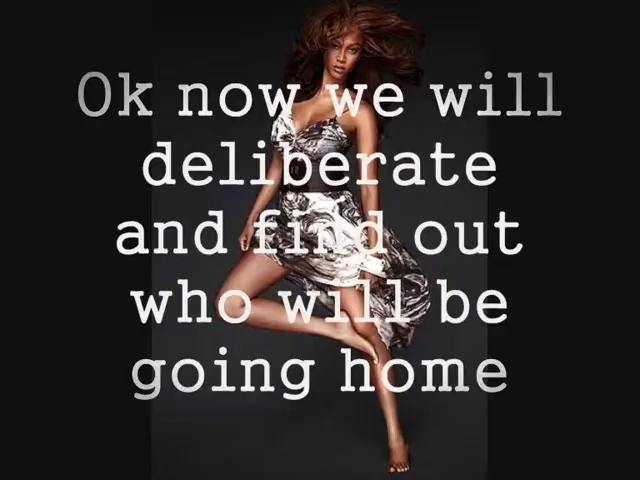 Ok now we will
deliberate
and find out
who will be
going home